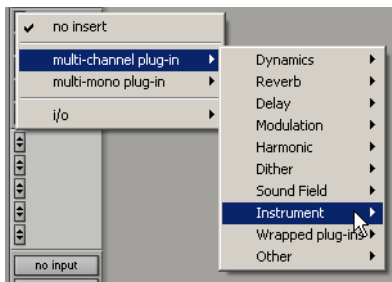 no insert
multi-channel plug-in
multi-mono plug-in
i/o
Dynamics
Reverb
Delay
Modulation
Harmonic
Dither
Sound Field
Instrument
Wrapped plug-ins
Other
no input